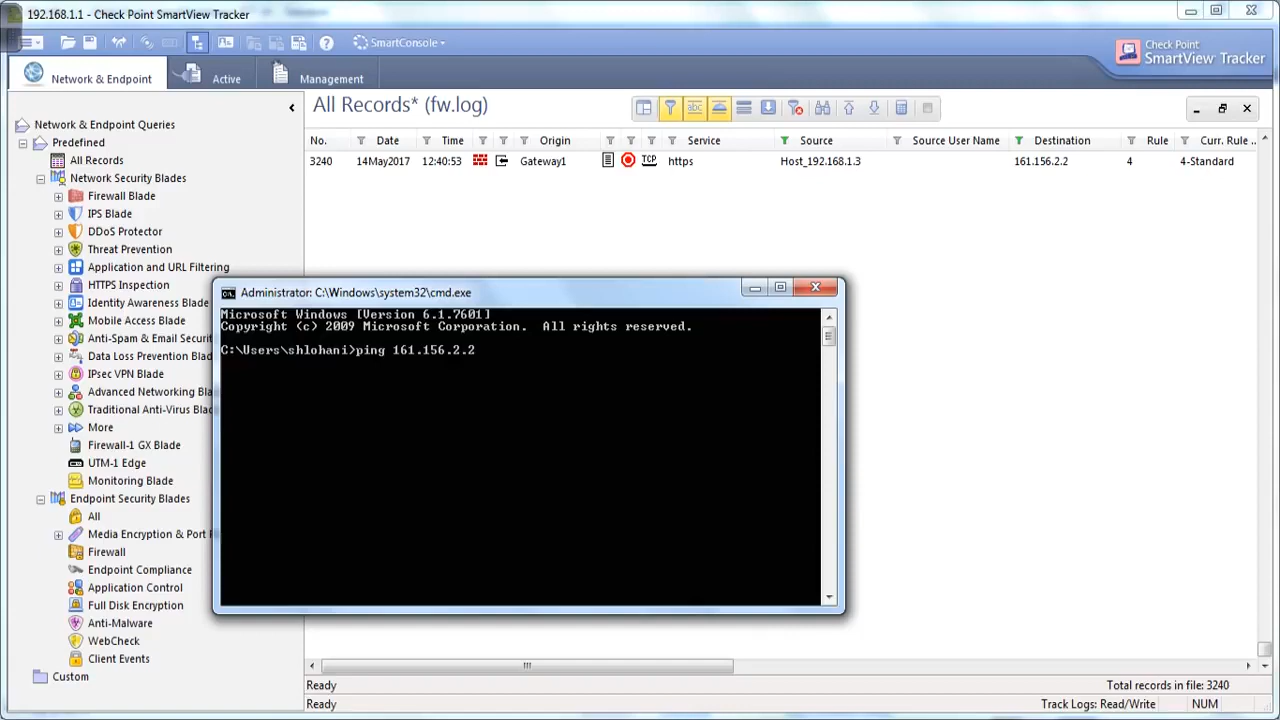 192.168.1.1 - Check Point SmartView Tracker
SmartConsole
Check Point
SmartView Tracker
Network & Endpoint
Active
Management
All Records* (fw.log)
Network & Endpoint Queries
Predefined
All Records
Network Security Blades
Firewall Blade
IPS Blade
DDoS Protector
Threat Prevention
Application and URL Filtering
HTTPS Inspection
Identity Awareness Blade
Mobile Access Blade
Anti-Spam & Email Securit
Data Loss Prevention Blad
IPsec VPN Blade
Advanced Networking Bla
Traditional Anti-Virus Blad
More
Firewall-1 GX Blade
UTM-1 Edge
Monitoring Blade
Endpoint Security Blades
All
Media Encryption & Port P
Firewall
Endpoint Compliance
Application Control
Full Disk Encryption
Anti-Malware
WebCheck
Client Events
Custom
No. Date Time Origin Service Source Source User Name Destination Rule Curr. Rule ..
3240 14May2017 12:40:53 Gateway1 TCP https Host_192.168.1.3 161.156.2.2 4 4-Standard
Administrator: C:\Windows\system32\cmd.exe
Microsoft Windows [Version 6.1.7601]
Copyright (c) 2009 Microsoft Corporation. All rights reserved.
C:\Users\shlohani>ping 161.156.2.2
Ready
Total records in file: 3240
Ready
Track Logs: Read/Write
NUM